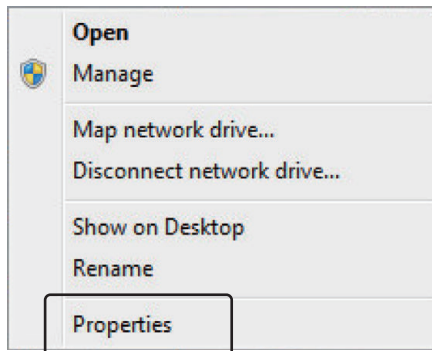 Open
Manage
Map network drive...
Disconnect network drive...
Show on Desktop
Rename
Properties